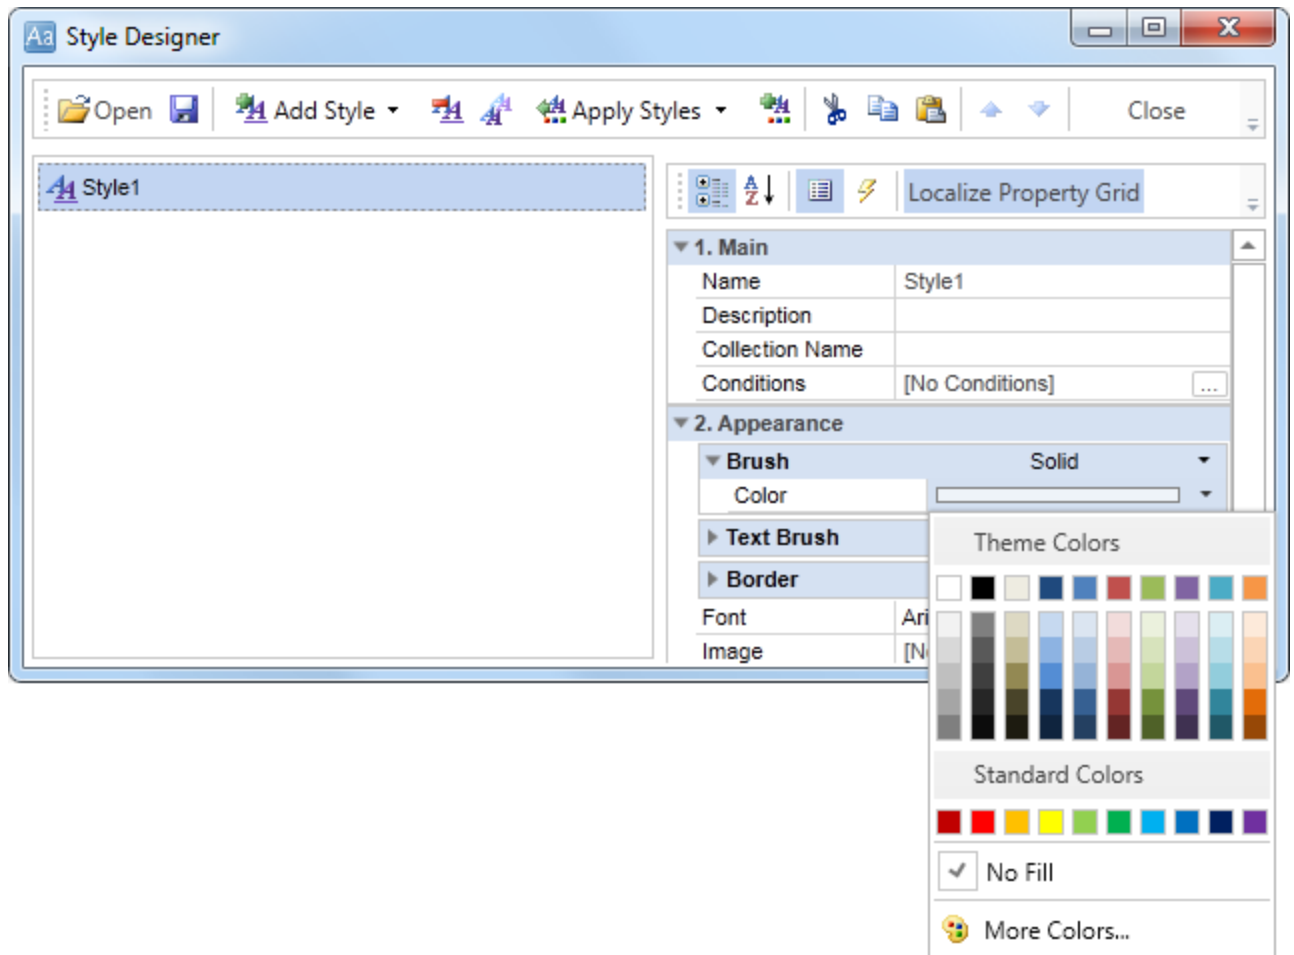 Aa Style Designer
Open Add Style Apply Styles Close
Style1
Localize Property Grid
1. Main
Name Style1
Description
Collection Name
Conditions [No Conditions] ...
2. Appearance
Brush Solid
Color
Text Brush
Border
Font
Image
Theme Colors
Standard Colors
No Fill
More Colors...